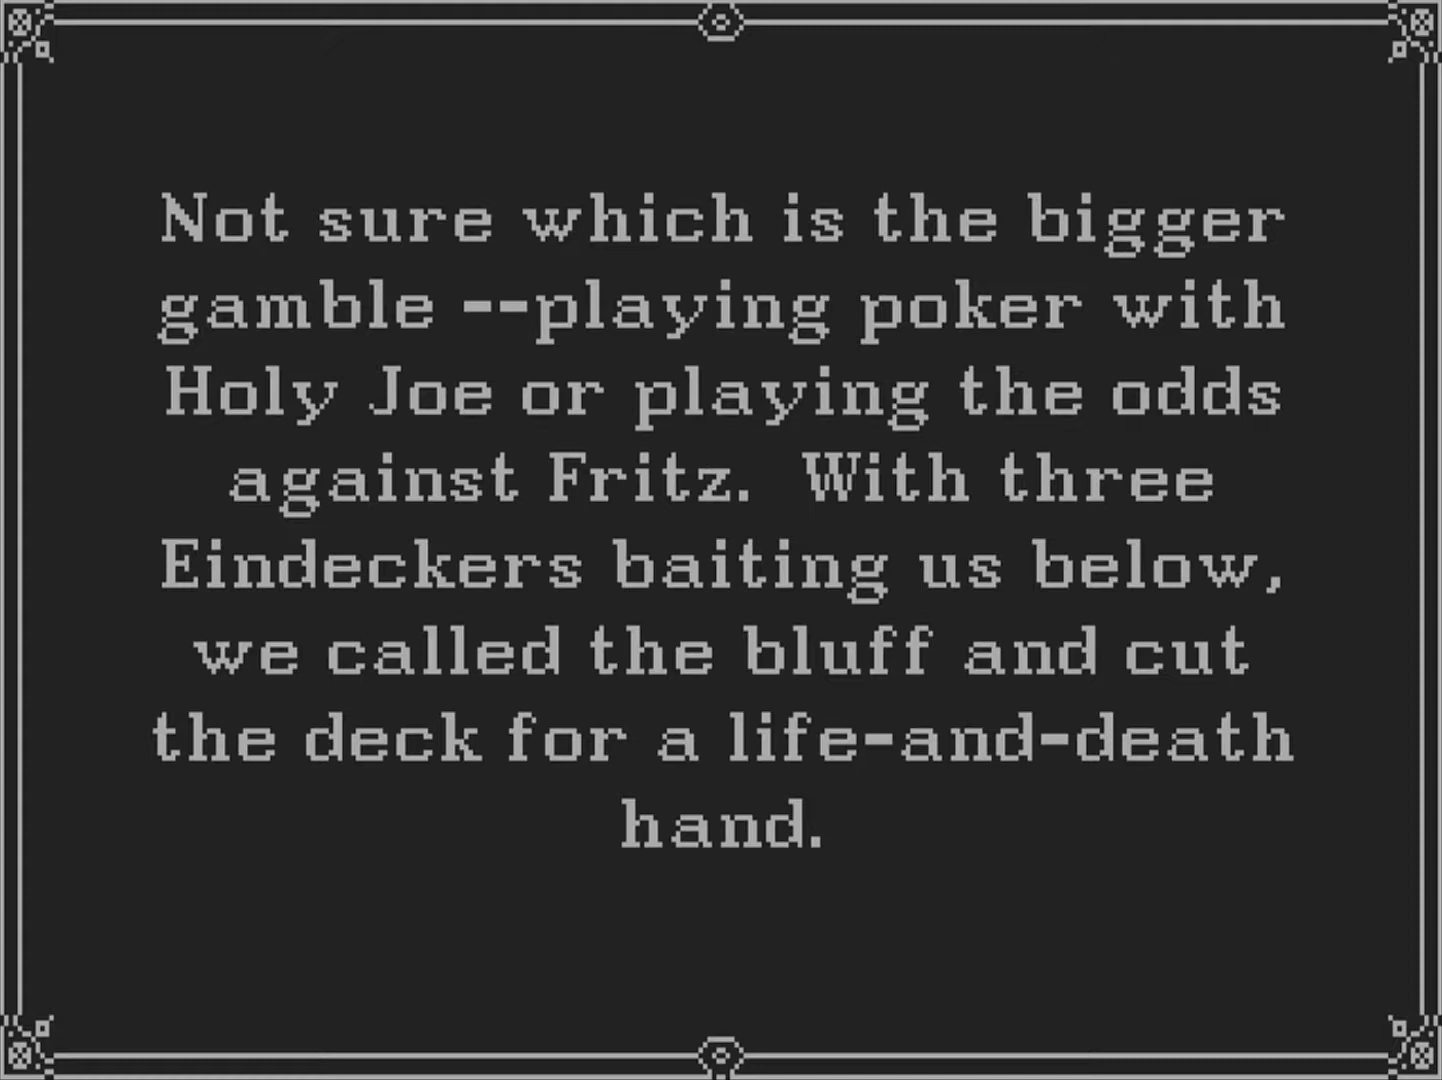 Not sure which is the bigger
gamble --playing poker with
Holy Joe or playing the odds
against Fritz.  With three
Eindeckers baiting us below,
we called the bluff and cut
the deck for a life-and-death
hand.